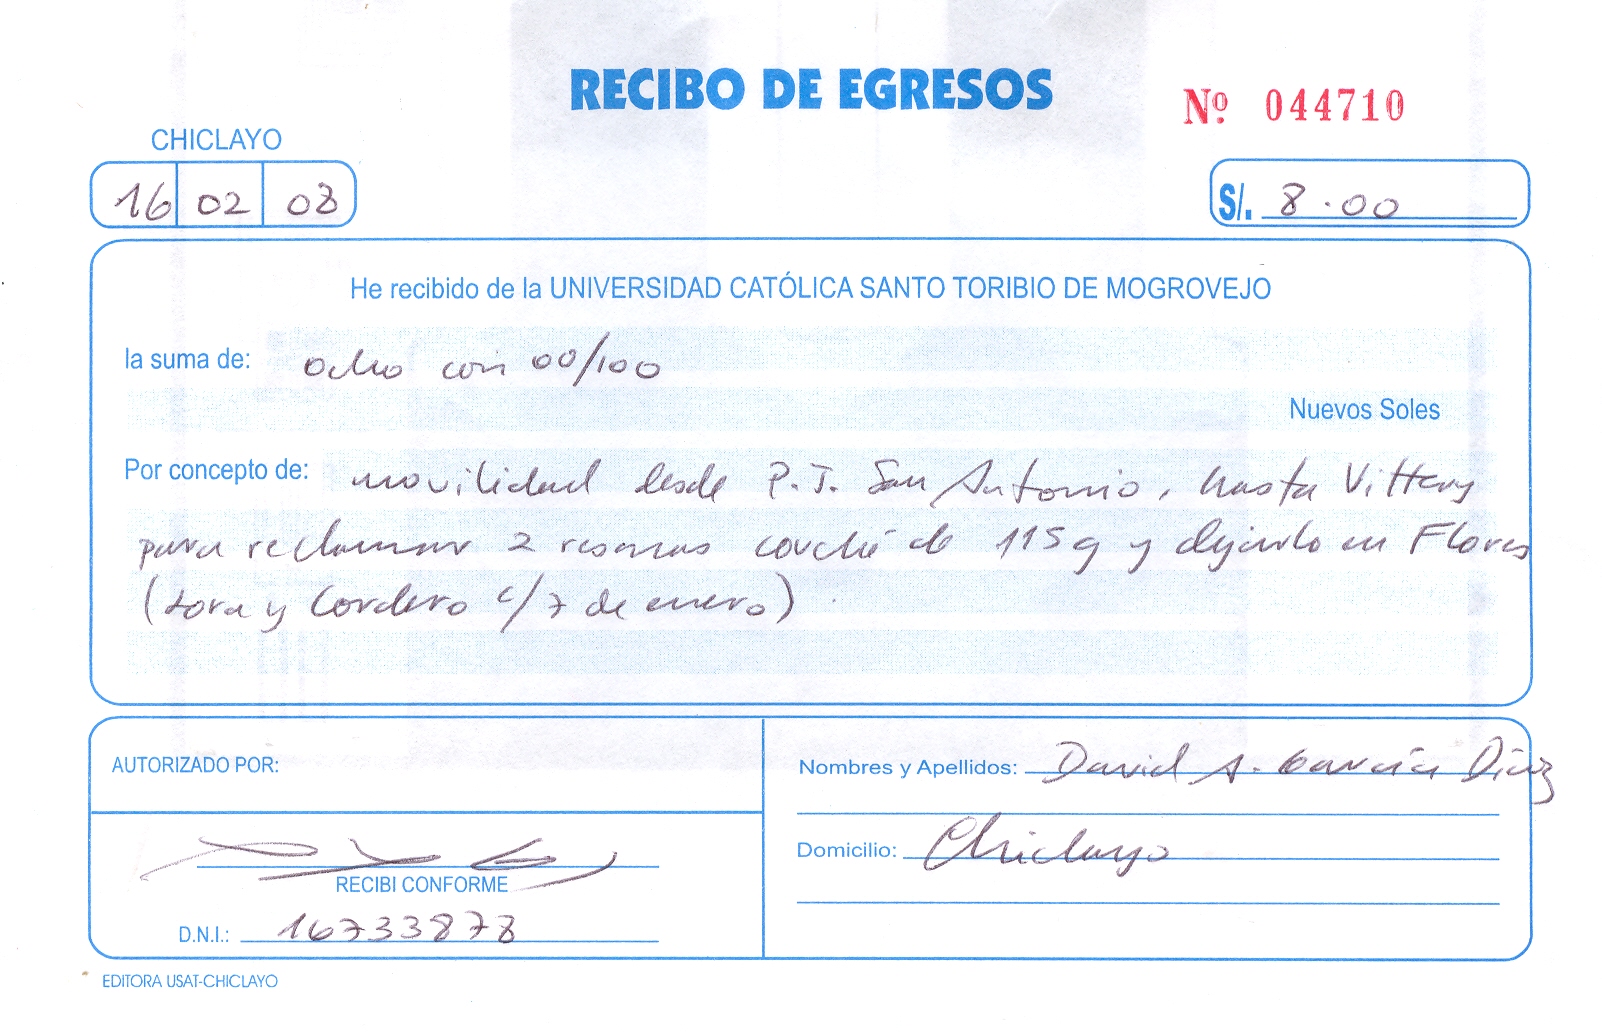 RECIBO DE EGRESOS
Nº 044710
CHICLAYO
16 02 08
S/. 8.00
He recibido de la UNIVERSIDAD CATÓLICA SANTO TORIBIO DE MOGROVEJO
la suma de: ocho con 00/100
Nuevos Soles
Por concepto de: movilidad desde P.J. San Antonio, hasta Vittery
para reclamar 2 resmas couché de 115 g y dejarlo en Flores
(Lora y Cordero c/7 de enero)
AUTORIZADO POR:
Nombres y Apellidos: David A. García Díaz
Domicilio: Chiclayo
RECIBI CONFORME
D.N.I.: 16733878
EDITORA USAT-CHICLAYO